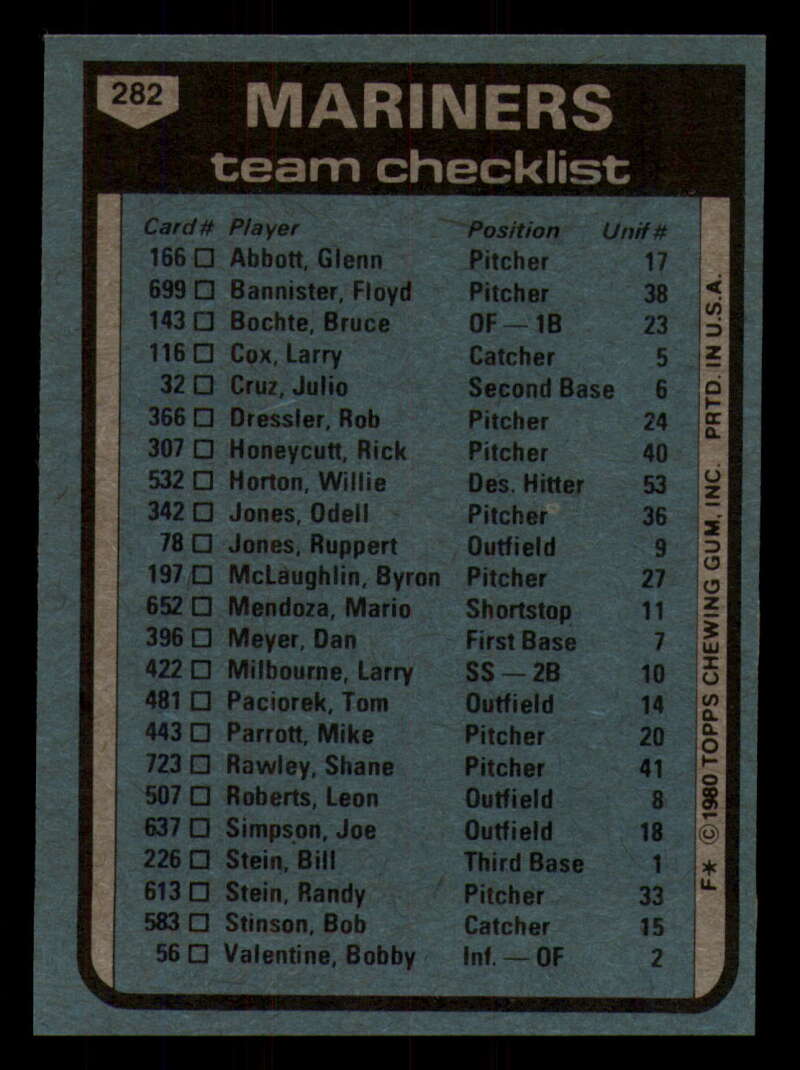 282
MARINERS
team checklist
Card# Player Position Unif#
166 Abbott, Glenn Pitcher 17
699 Bannister, Floyd Pitcher 38
143 Bochte, Bruce OF — 1B 23
116 Cox, Larry Catcher 5
32 Cruz, Julio Second Base 6
366 Dressler, Rob Pitcher 24
307 Honeycutt, Rick Pitcher 40
532 Horton, Willie Des. Hitter 53
342 Jones, Odell Pitcher 36
78 Jones, Ruppert Outfield 9
197 McLaughlin, Byron Pitcher 27
652 Mendoza, Mario Shortstop 11
396 Meyer, Dan First Base 7
422 Milbourne, Larry SS — 2B 10
481 Paciorek, Tom Outfield 14
443 Parrott, Mike Pitcher 20
723 Rawley, Shane Pitcher 41
507 Roberts, Leon Outfield 8
637 Simpson, Joe Outfield 18
226 Stein, Bill Third Base 1
613 Stein, Randy Pitcher 33
583 Stinson, Bob Catcher 15
56 Valentine, Bobby Inf. — OF 2
F* © 1980 TOPPS CHEWING GUM, INC. PRTD. IN U.S.A.